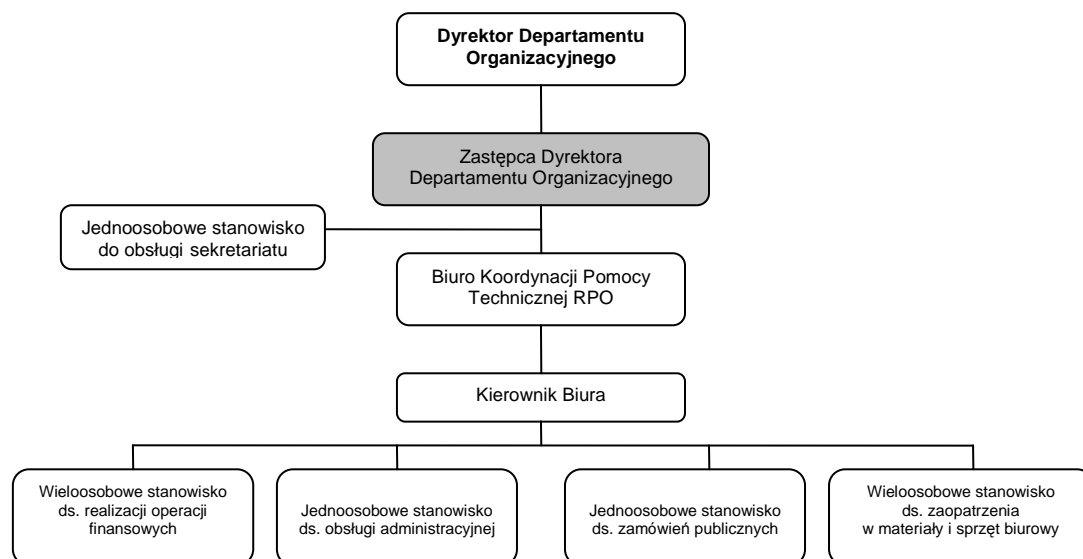 Dyrektor Departamentu
Organizacyjnego
Zastępca Dyrektora
Departamentu Organizacyjnego
Jednoosobowe stanowisko
do obsługi sekretariatu
Biuro Koordynacji Pomocy
Technicznej RPO
Kierownik Biura
Wieloosobowe stanowisko
ds. realizacji operacji
finansowych
Jednoosobowe stanowisko
ds. obsługi administracyjnej
Jednoosobowe stanowisko
ds. zamówień publicznych
Wieloosobowe stanowisko
ds. zaopatrzenia
w materiały i sprzęt biurowy